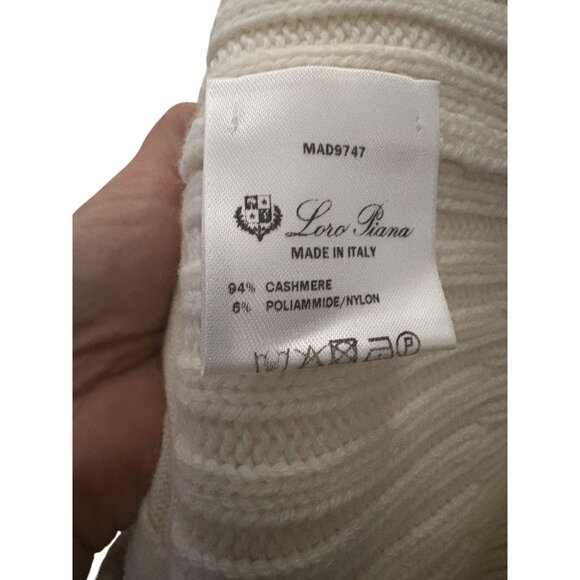 MAD9747
Loro Piana
MADE IN ITALY
94% CASHMERE
6% POLIAMMIDE/NYLON
P